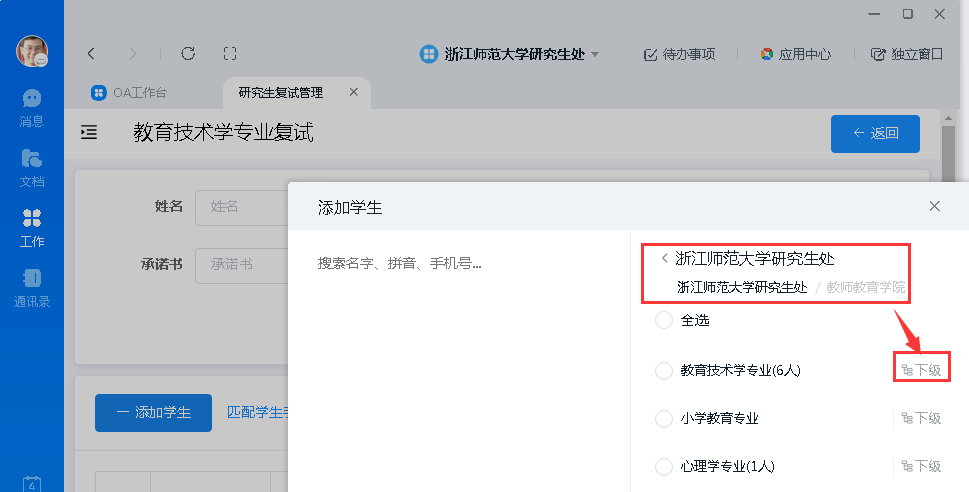 浙江师范大学研究生处
待办事项
应用中心
独立窗口
OA工作台
研究生复试管理
消息
文档
工作
通讯录
4
教育技术学专业复试
返回
姓名
姓名
承诺书
承诺书
一 添加学生
匹配学生
添加学生
搜索名字、拼音、手机号...
浙江师范大学研究生处
浙江师范大学研究生处 / 教师教育学院
全选
教育技术学专业(6人)
下级
小学教育专业
下级
心理学专业(1人)
下级